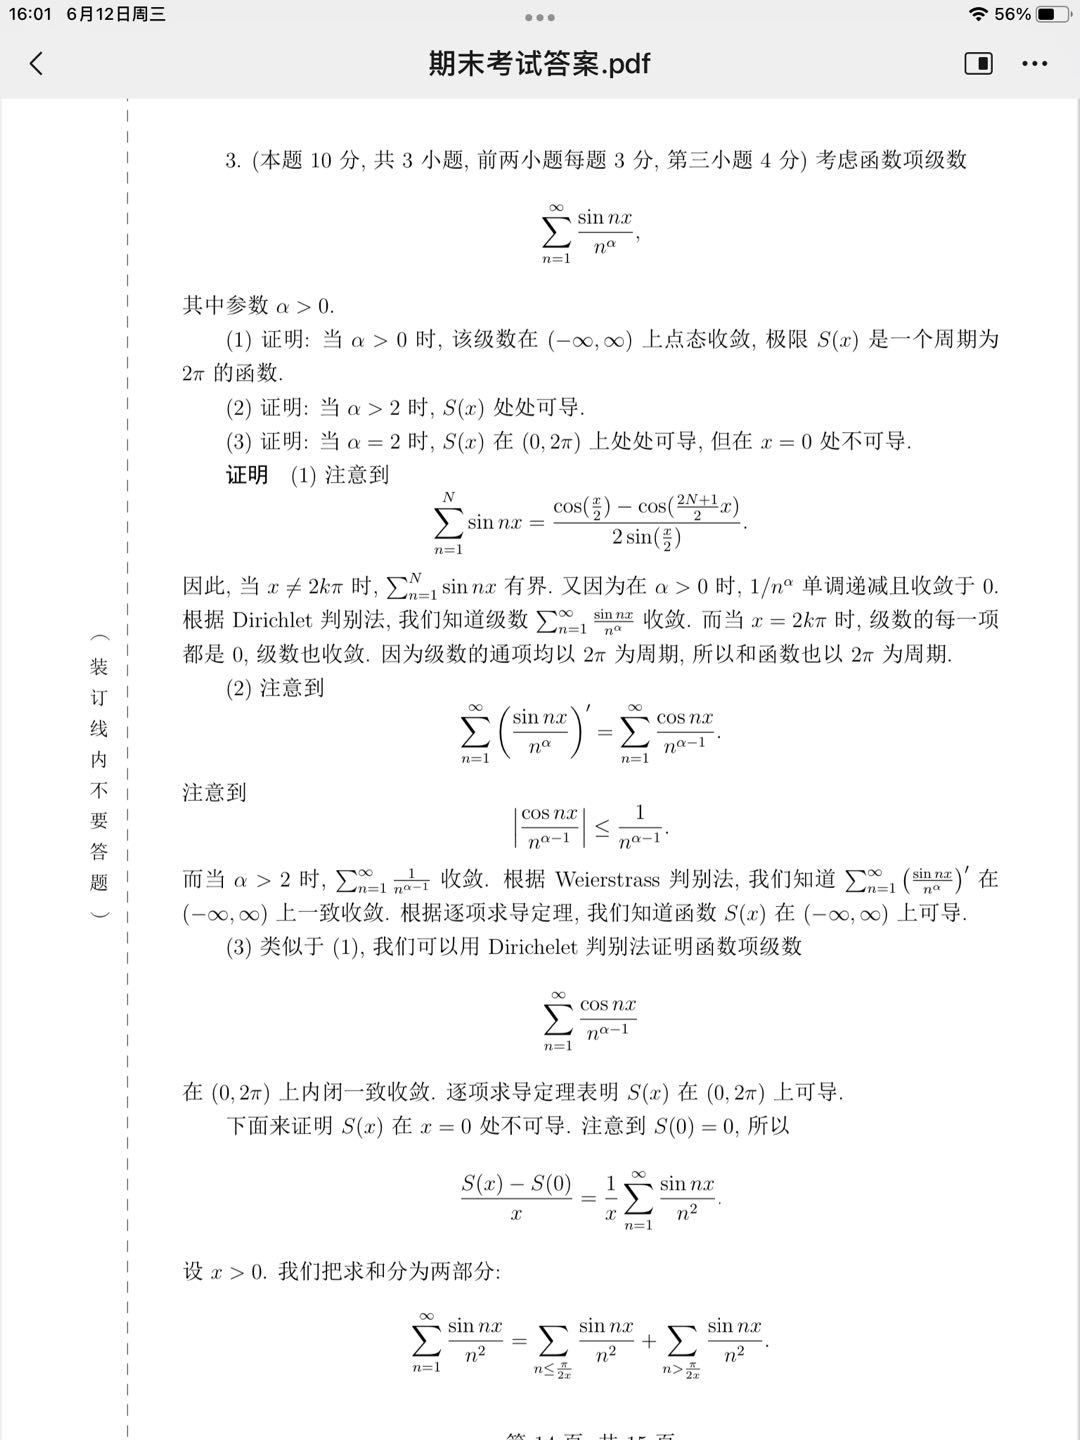 16:01 6月12日周三
56%
期末考试答案.pdf
3. (本题 10 分, 共 3 小题, 前两小题每题 3 分, 第三小题 4 分) 考虑函数项级数
∑_{n=1}^{∞} sin nx / n^α,
其中参数 α > 0.
(1) 证明: 当 α > 0 时, 该级数在 (−∞, ∞) 上点态收敛, 极限 S(x) 是一个周期为
2π 的函数.
(2) 证明: 当 α > 2 时, S(x) 处处可导.
(3) 证明: 当 α = 2 时, S(x) 在 (0, 2π) 上处处可导, 但在 x = 0 处不可导.
证明 (1) 注意到
∑_{n=1}^{N} sin nx = (cos(x/2) − cos((2N+1)/2 x)) / (2 sin(x/2)).
因此, 当 x ≠ 2kπ 时, ∑_{n=1}^{N} sin nx 有界. 又因为在 α > 0 时, 1/n^α 单调递减且收敛于 0.
根据 Dirichlet 判别法, 我们知道级数 ∑_{n=1}^{∞} sin nx / n^α 收敛. 而当 x = 2kπ 时, 级数的每一项
都是 0, 级数也收敛. 因为级数的通项均以 2π 为周期, 所以和函数也以 2π 为周期.
(2) 注意到
∑_{n=1}^{∞} (sin nx / n^α)′ = ∑_{n=1}^{∞} cos nx / n^{α−1}.
注意到
|cos nx / n^{α−1}| ≤ 1 / n^{α−1}.
而当 α > 2 时, ∑_{n=1}^{∞} 1 / n^{α−1} 收敛. 根据 Weierstrass 判别法, 我们知道 ∑_{n=1}^{∞} (sin nx / n^α)′ 在
(−∞, ∞) 上一致收敛. 根据逐项求导定理, 我们知道函数 S(x) 在 (−∞, ∞) 上可导.
(3) 类似于 (1), 我们可以用 Dirichelet 判别法证明函数项级数
∑_{n=1}^{∞} cos nx / n^{α−1}
在 (0, 2π) 上内闭一致收敛. 逐项求导定理表明 S(x) 在 (0, 2π) 上可导.
下面来证明 S(x) 在 x = 0 处不可导. 注意到 S(0) = 0, 所以
(S(x) − S(0)) / x = 1/x ∑_{n=1}^{∞} sin nx / n^2.
设 x > 0. 我们把求和分为两部分:
∑_{n=1}^{∞} sin nx / n^2 = ∑_{n≤π/2x} sin nx / n^2 + ∑_{n>π/2x} sin nx / n^2.
(装订线内不要答题)